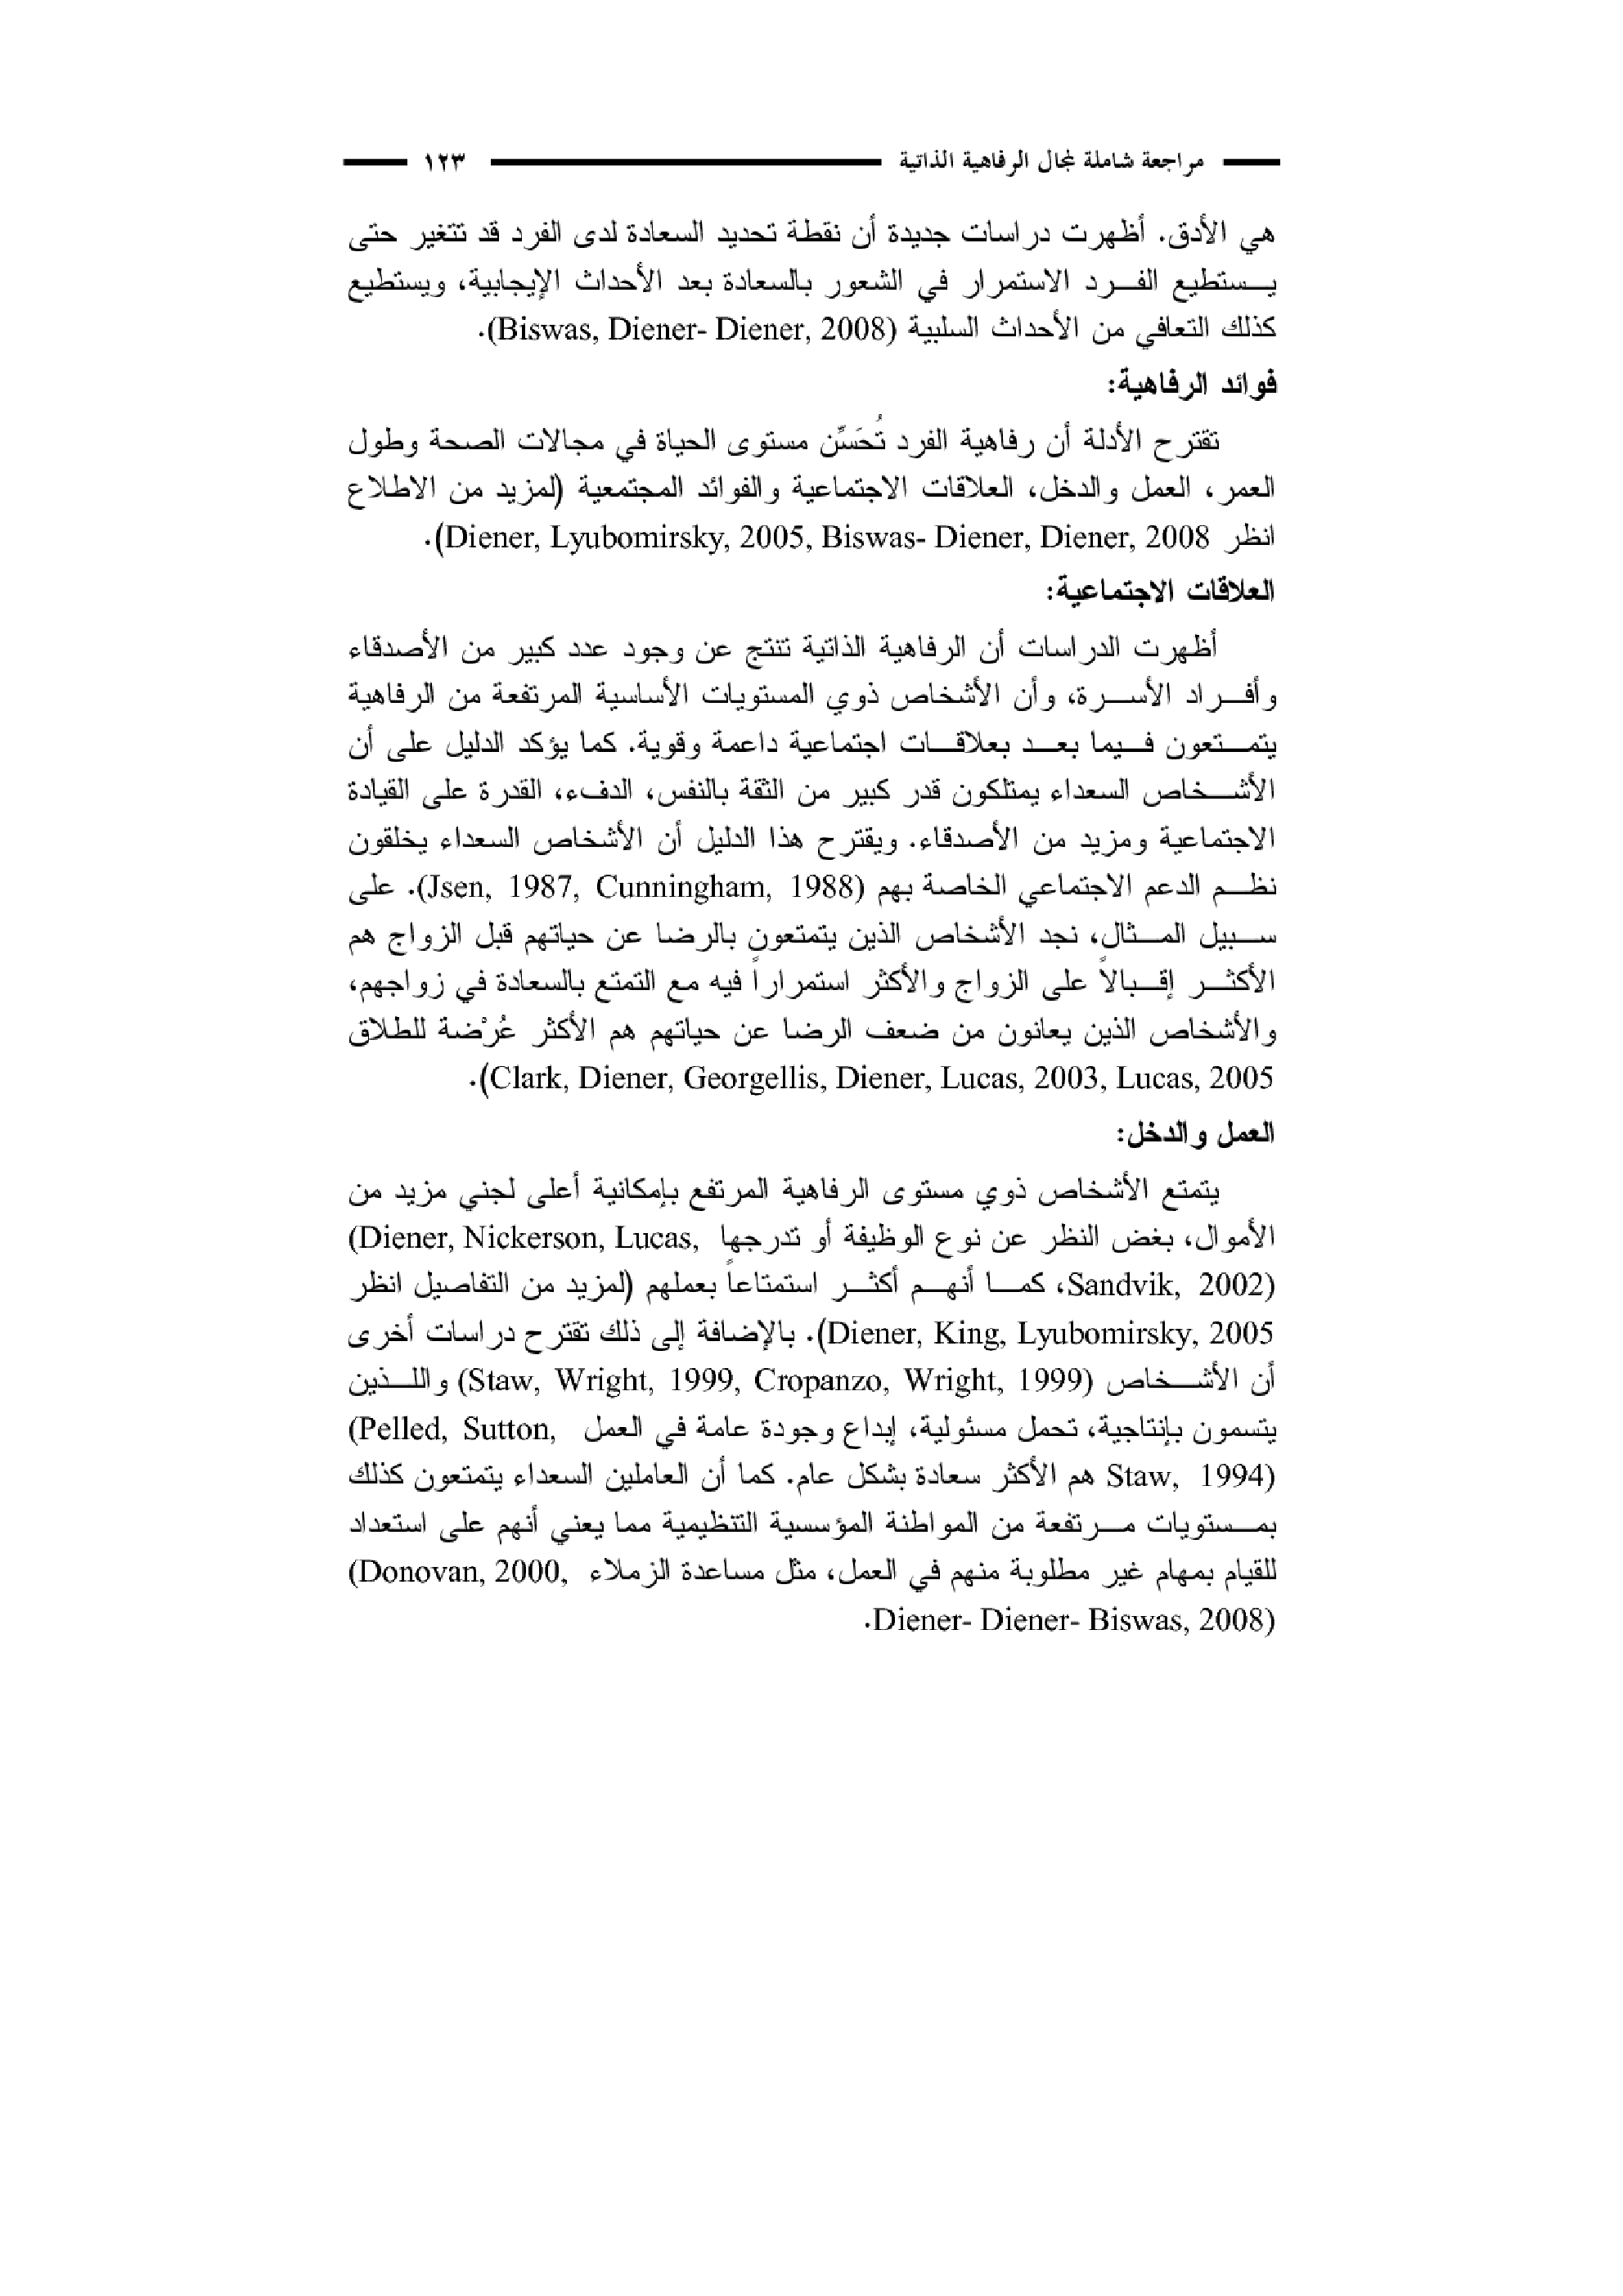 مراجعة شاملة لمجال الرفاهية الذاتية ١٢٣
هي الأدق. أظهرت دراسات جديدة أن نقطة تحديد السعادة لدى الفرد قد تتغير حتى
يستطيع الفرد الاستمرار في الشعور بالسعادة بعد الأحداث الإيجابية، ويستطيع
كذلك التعافي من الأحداث السلبية (Biswas, Diener- Diener, 2008).
فوائد الرفاهية:
تقترح الأدلة أن رفاهية الفرد تُحَسِّن مستوى الحياة في مجالات الصحة وطول
العمر، العمل والدخل، العلاقات الاجتماعية والفوائد المجتمعية (لمزيد من الاطلاع
انظر Diener, Lyubomirsky, 2005, Biswas- Diener, Diener, 2008).
العلاقات الاجتماعية:
أظهرت الدراسات أن الرفاهية الذاتية تنتج عن وجود عدد كبير من الأصدقاء
وأفراد الأسرة، وأن الأشخاص ذوي المستويات الأساسية المرتفعة من الرفاهية
يتمتعون فيما بعد بعلاقات اجتماعية داعمة وقوية. كما يؤكد الدليل على أن
الأشخاص السعداء يمتلكون قدر كبير من الثقة بالنفس، الدفء، القدرة على القيادة
الاجتماعية ومزيد من الأصدقاء. ويقترح هذا الدليل أن الأشخاص السعداء يخلقون
نظم الدعم الاجتماعي الخاصة بهم (Jsen, 1987, Cunningham, 1988). على
سبيل المثال، نجد الأشخاص الذين يتمتعون بالرضا عن حياتهم قبل الزواج هم
الأكثر إقبالاً على الزواج والأكثر استمراراً فيه مع التمتع بالسعادة في زواجهم،
والأشخاص الذين يعانون من ضعف الرضا عن حياتهم هم الأكثر عُرْضة للطلاق
Clark, Diener, Georgellis, Diener, Lucas, 2003, Lucas, 2005).
العمل والدخل:
يتمتع الأشخاص ذوي مستوى الرفاهية المرتفع بإمكانية أعلى لجني مزيد من
الأموال، بغض النظر عن نوع الوظيفة أو تدرجها (Diener, Nickerson, Lucas,
Sandvik, 2002)، كما أنهم أكثر استمتاعاً بعملهم (لمزيد من التفاصيل انظر
Diener, King, Lyubomirsky, 2005). بالإضافة إلى ذلك تقترح دراسات أخرى
أن الأشخاص (Staw, Wright, 1999, Cropanzo, Wright, 1999) واللذين
يتسمون بإنتاجية، تحمل مسئولية، إبداع وجودة عامة في العمل (Pelled, Sutton,
Staw, 1994) هم الأكثر سعادة بشكل عام. كما أن العاملين السعداء يتمتعون كذلك
بمستويات مرتفعة من المواطنة المؤسسية التنظيمية مما يعني أنهم على استعداد
للقيام بمهام غير مطلوبة منهم في العمل، مثل مساعدة الزملاء (Donovan, 2000,
Diener- Diener- Biswas, 2008).